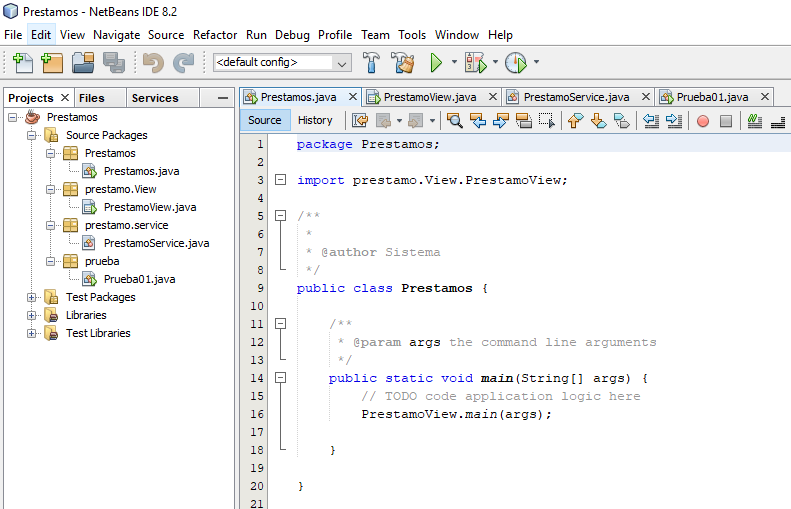 Prestamos - NetBeans IDE 8.2
File Edit View Navigate Source Refactor Run Debug Profile Team Tools Window Help
<default config>
Projects Files Services
Prestamos
Source Packages
Prestamos
Prestamos.java
prestamo.View
PrestamoView.java
prestamo.service
PrestamoService.java
prueba
Prueba01.java
Test Packages
Libraries
Test Libraries
Prestamos.java PrestamoView.java PrestamoService.java Prueba01.java
Source History
1 package Prestamos;
2
3 import prestamo.View.PrestamoView;
4
5 /**
6 *
7 * @author Sistema
8 */
9 public class Prestamos {
10
11 /**
12 * @param args the command line arguments
13 */
14 public static void main(String[] args) {
15 // TODO code application logic here
16 PrestamoView.main(args);
17
18 }
19
20 }
21